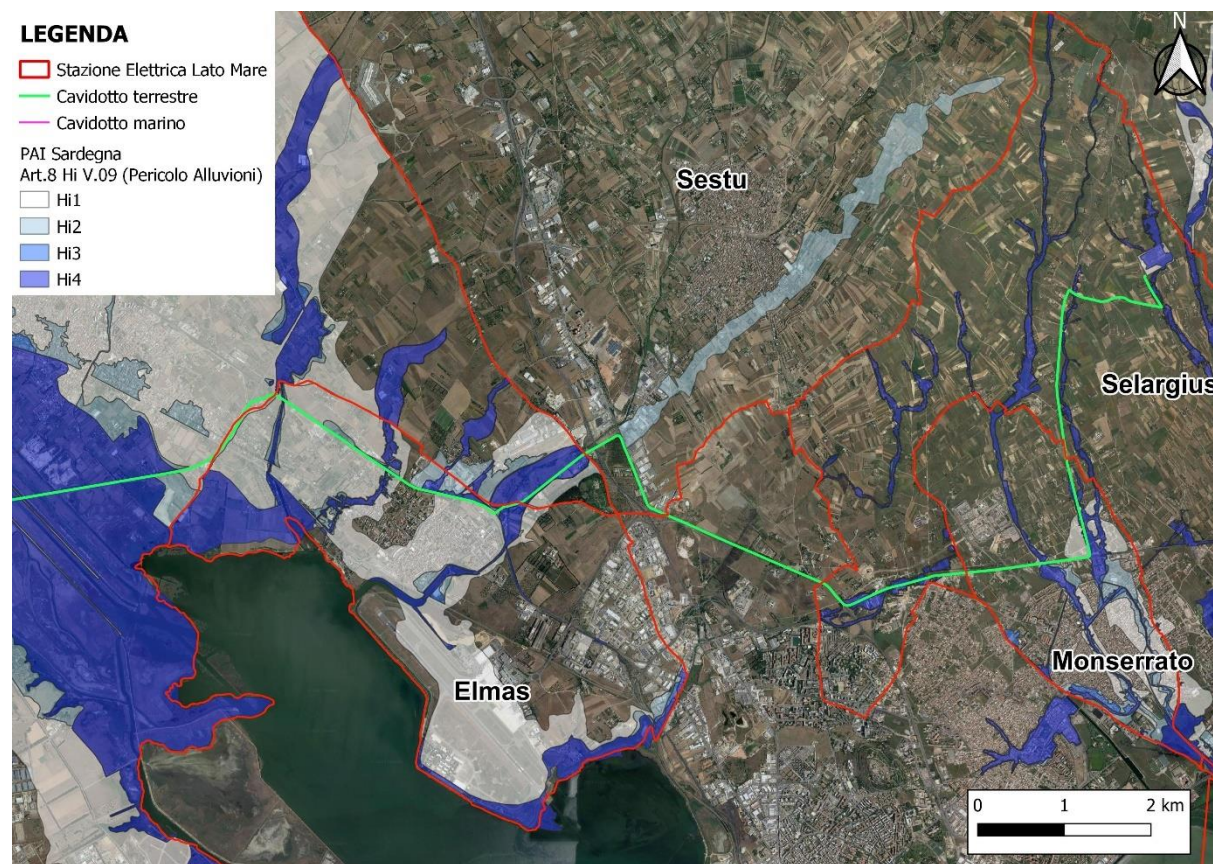 LEGENDA
Stazione Elettrica Lato Mare
Cavidotto terrestre
Cavidotto marino
PAI Sardegna
Art.8 Hi V.09 (Pericolo Alluvioni)
Hi1
Hi2
Hi3
Hi4
N
Sestu
Selargius
Monserrato
Elmas
0 1 2 km